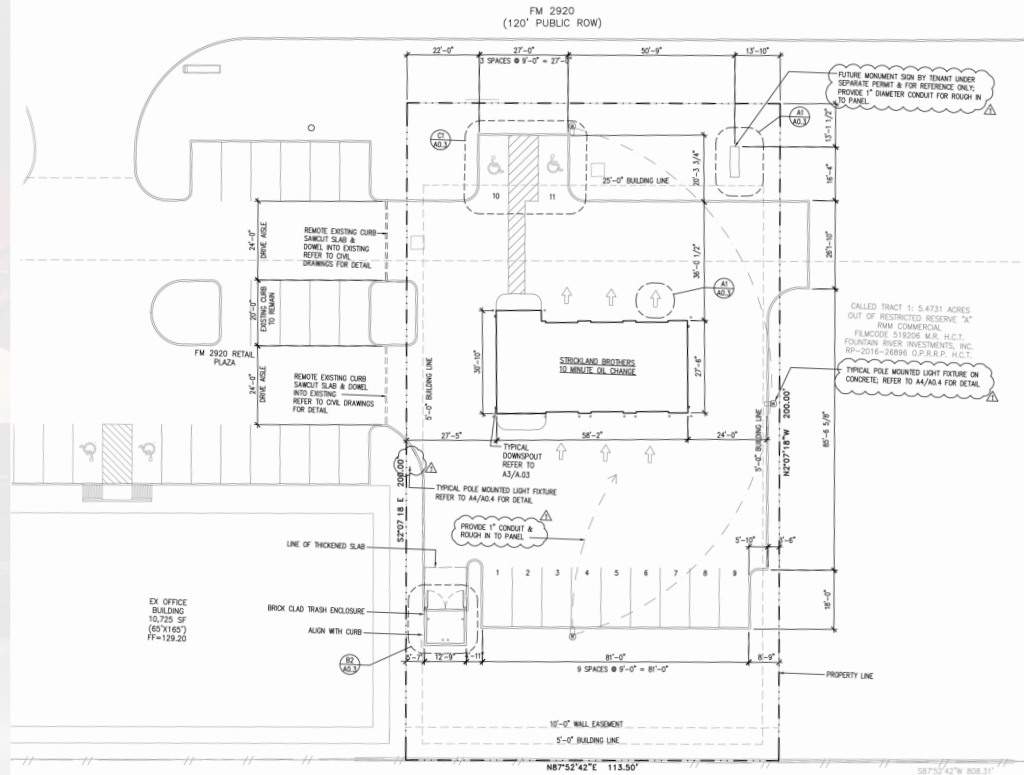 FM 2920
(120' PUBLIC ROW)
22'-0"
27'-0"
50'-9"
13'-10"
3 SPACES @ 9'-0" = 27'-0
FUTURE MONUMENT SIGN BY TENANT UNDER
SEPARATE PERMIT & FOR REFERENCE ONLY;
PROVIDE 1" DIAMETER CONDUIT FOR ROUGH IN
TO PANEL
C1
A0.3
A1
A0.3
13'-1 1/2"
16'-4"
20'-3 3/4"
25'-0" BUILDING LINE
10
11
24'-0"
DRIVE AISLE
REMOTE EXISTING CURB
SAWCUT SLAB &
DOWEL INTO EXISTING
REFER TO CIVIL
DRAWINGS FOR DETAIL
36'-0 1/2"
26'1-10"
A1
A0.3
20'-0"
EXISTING CURB
TO REMAIN
CALLED TRACT 1: 5.4731 ACRES
OUT OF RESTRICTED RESERVE "A"
RMM COMMERCIAL
FILMCODE 519206 M.R. H.C.T.
FOUNTAIN RIVER INVESTMENTS, INC.
RP-2016-26896 O.P.R.R.P. H.C.T.
FM 2920 RETAIL
PLAZA
STRICKLAND BROTHERS
10 MINUTE OIL CHANGE
30'-10"
27'-6"
TYPICAL POLE MOUNTED LIGHT FIXTURE ON
CONCRETE; REFER TO A4/A0.4 FOR DETAIL
24'-0"
DRIVE AISLE
REMOTE EXISTING CURB
SAWCUT SLAB & DOWEL
INTO EXISTING
REFER TO CIVIL DRAWINGS
FOR DETAIL
5'-0" BUILDING LINE
5'-0" BUILDING LINE
N2°07'18"W 200.00'
85'-6 5/8"
27'-5"
58'-2"
24'-0"
TYPICAL
DOWNSPOUT
REFER TO
A3/A.03
S2°07 18 E 200.00'
TYPICAL POLE MOUNTED LIGHT FIXTURE
REFER TO A4/A0.4 FOR DETAIL
PROVIDE 1" CONDUIT &
ROUGH IN TO PANEL
LINE OF THICKENED SLAB
5'-10"
1 2 3 4 5 6 7 8 9
18'-0"
EX OFFICE
BUILDING
10,725 SF
(65'X165')
FF=129.20
BRICK CLAD TRASH ENCLOSURE
ALIGN WITH CURB
B2
A0.3
12'-9"
81'-0"
8'-9"
9 SPACES @ 9'-0" = 81'-0"
PROPERTY LINE
10'-0" WALL EASEMENT
5'-0" BUILDING LINE
N87°52'42"E 113.50'
S87°52'42"W 808.31'